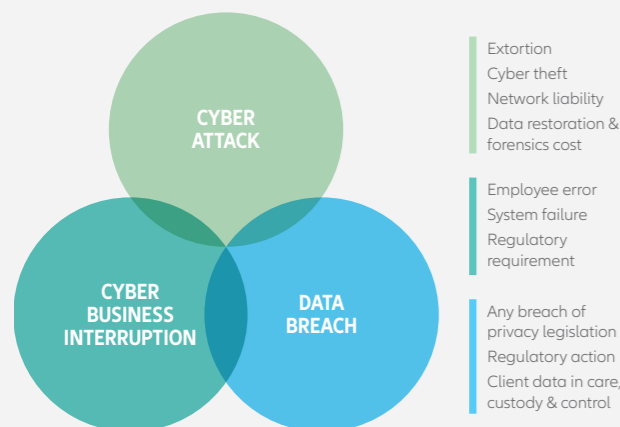 CYBER
ATTACK
CYBER
BUSINESS
INTERRUPTION
DATA
BREACH
Extortion
Cyber theft
Network liability
Data restoration &
forensics cost
Employee error
System failure
Regulatory
requirement
Any breach of
privacy legislation
Regulatory action
Client data in care,
custody & control